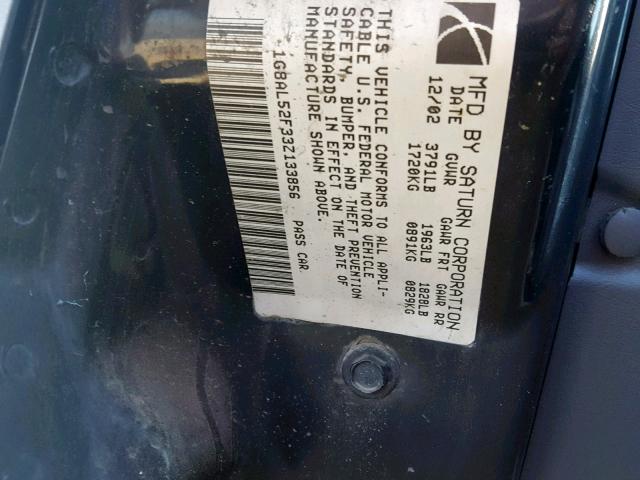 MFD BY SATURN CORPORATION
DATE GVWR GAWR FRT GAWR RR
12/02 3791LB 1963LB 1828LB
1720KG 0891KG 0829KG
THIS VEHICLE CONFORMS TO ALL APPLI-
CABLE U.S. FEDERAL MOTOR VEHICLE
SAFETY, BUMPER, AND THEFT PREVENTION
STANDARDS IN EFFECT ON THE DATE OF
MANUFACTURE SHOWN ABOVE.
1G8AL52F33Z133856 PASS CAR